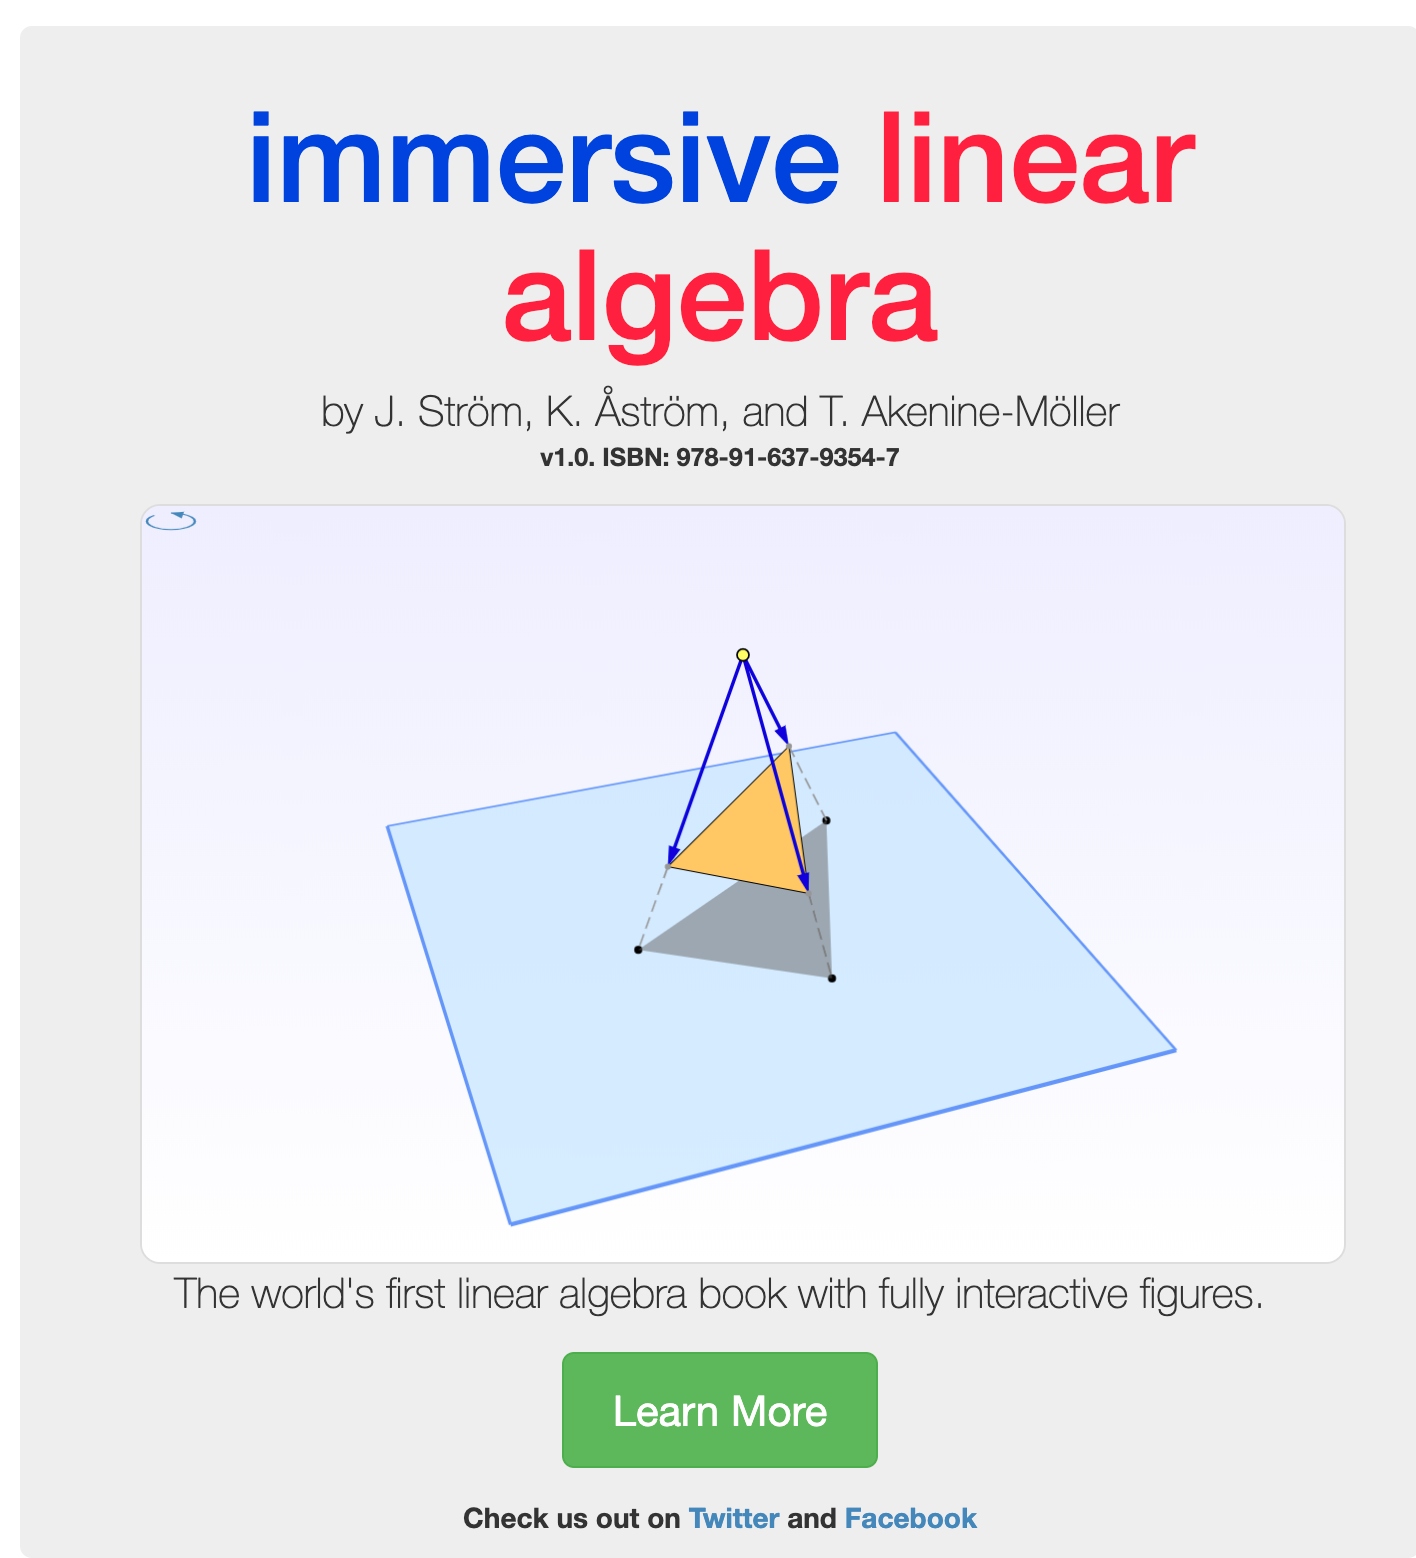 immersive linear
algebra
by J. Ström, K. Åström, and T. Akenine-Möller
v1.0. ISBN: 978-91-637-9354-7
The world's first linear algebra book with fully interactive figures.
Learn More
Check us out on Twitter and Facebook